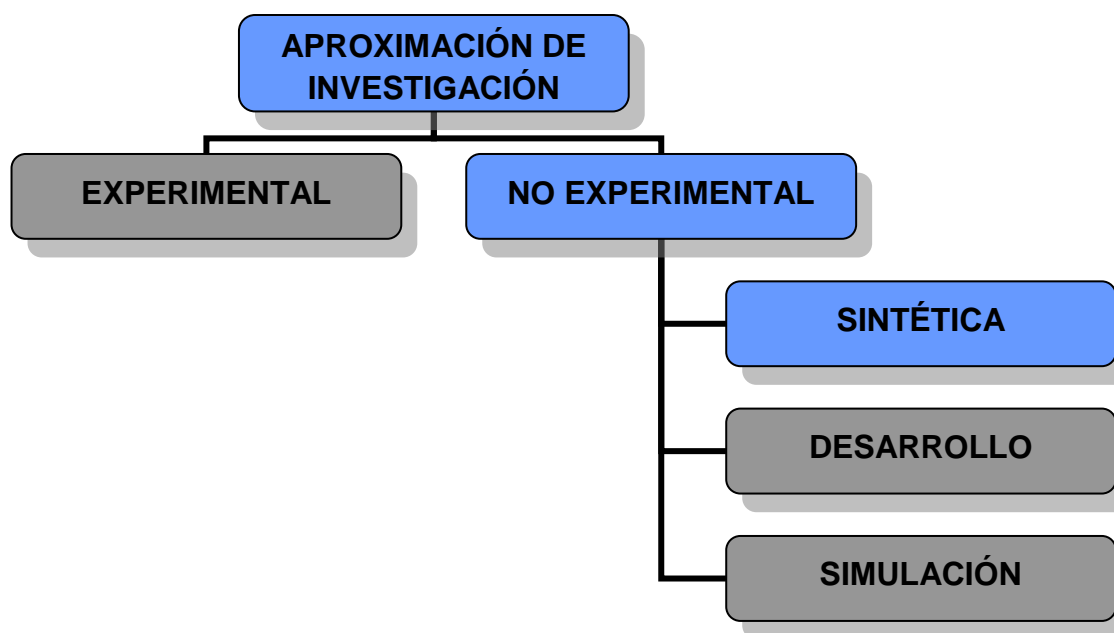 APROXIMACIÓN DE
INVESTIGACIÓN
EXPERIMENTAL
NO EXPERIMENTAL
SINTÉTICA
DESARROLLO
SIMULACIÓN